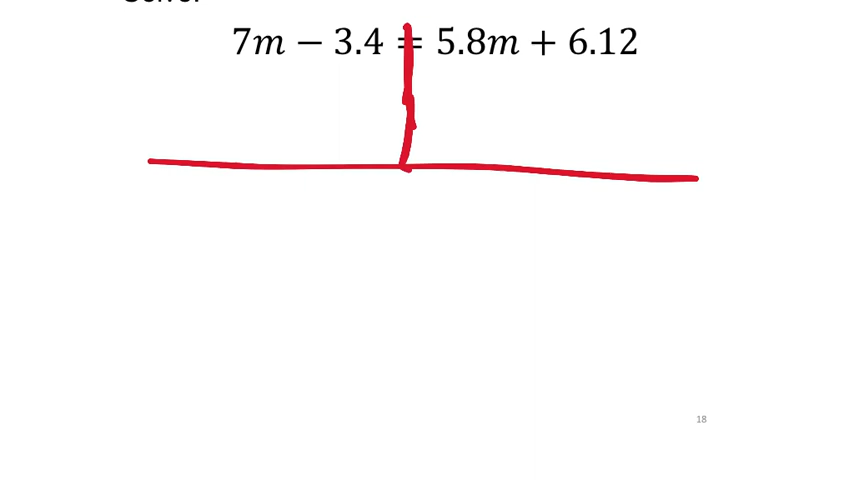 7m − 3.4 = 5.8m + 6.12
18